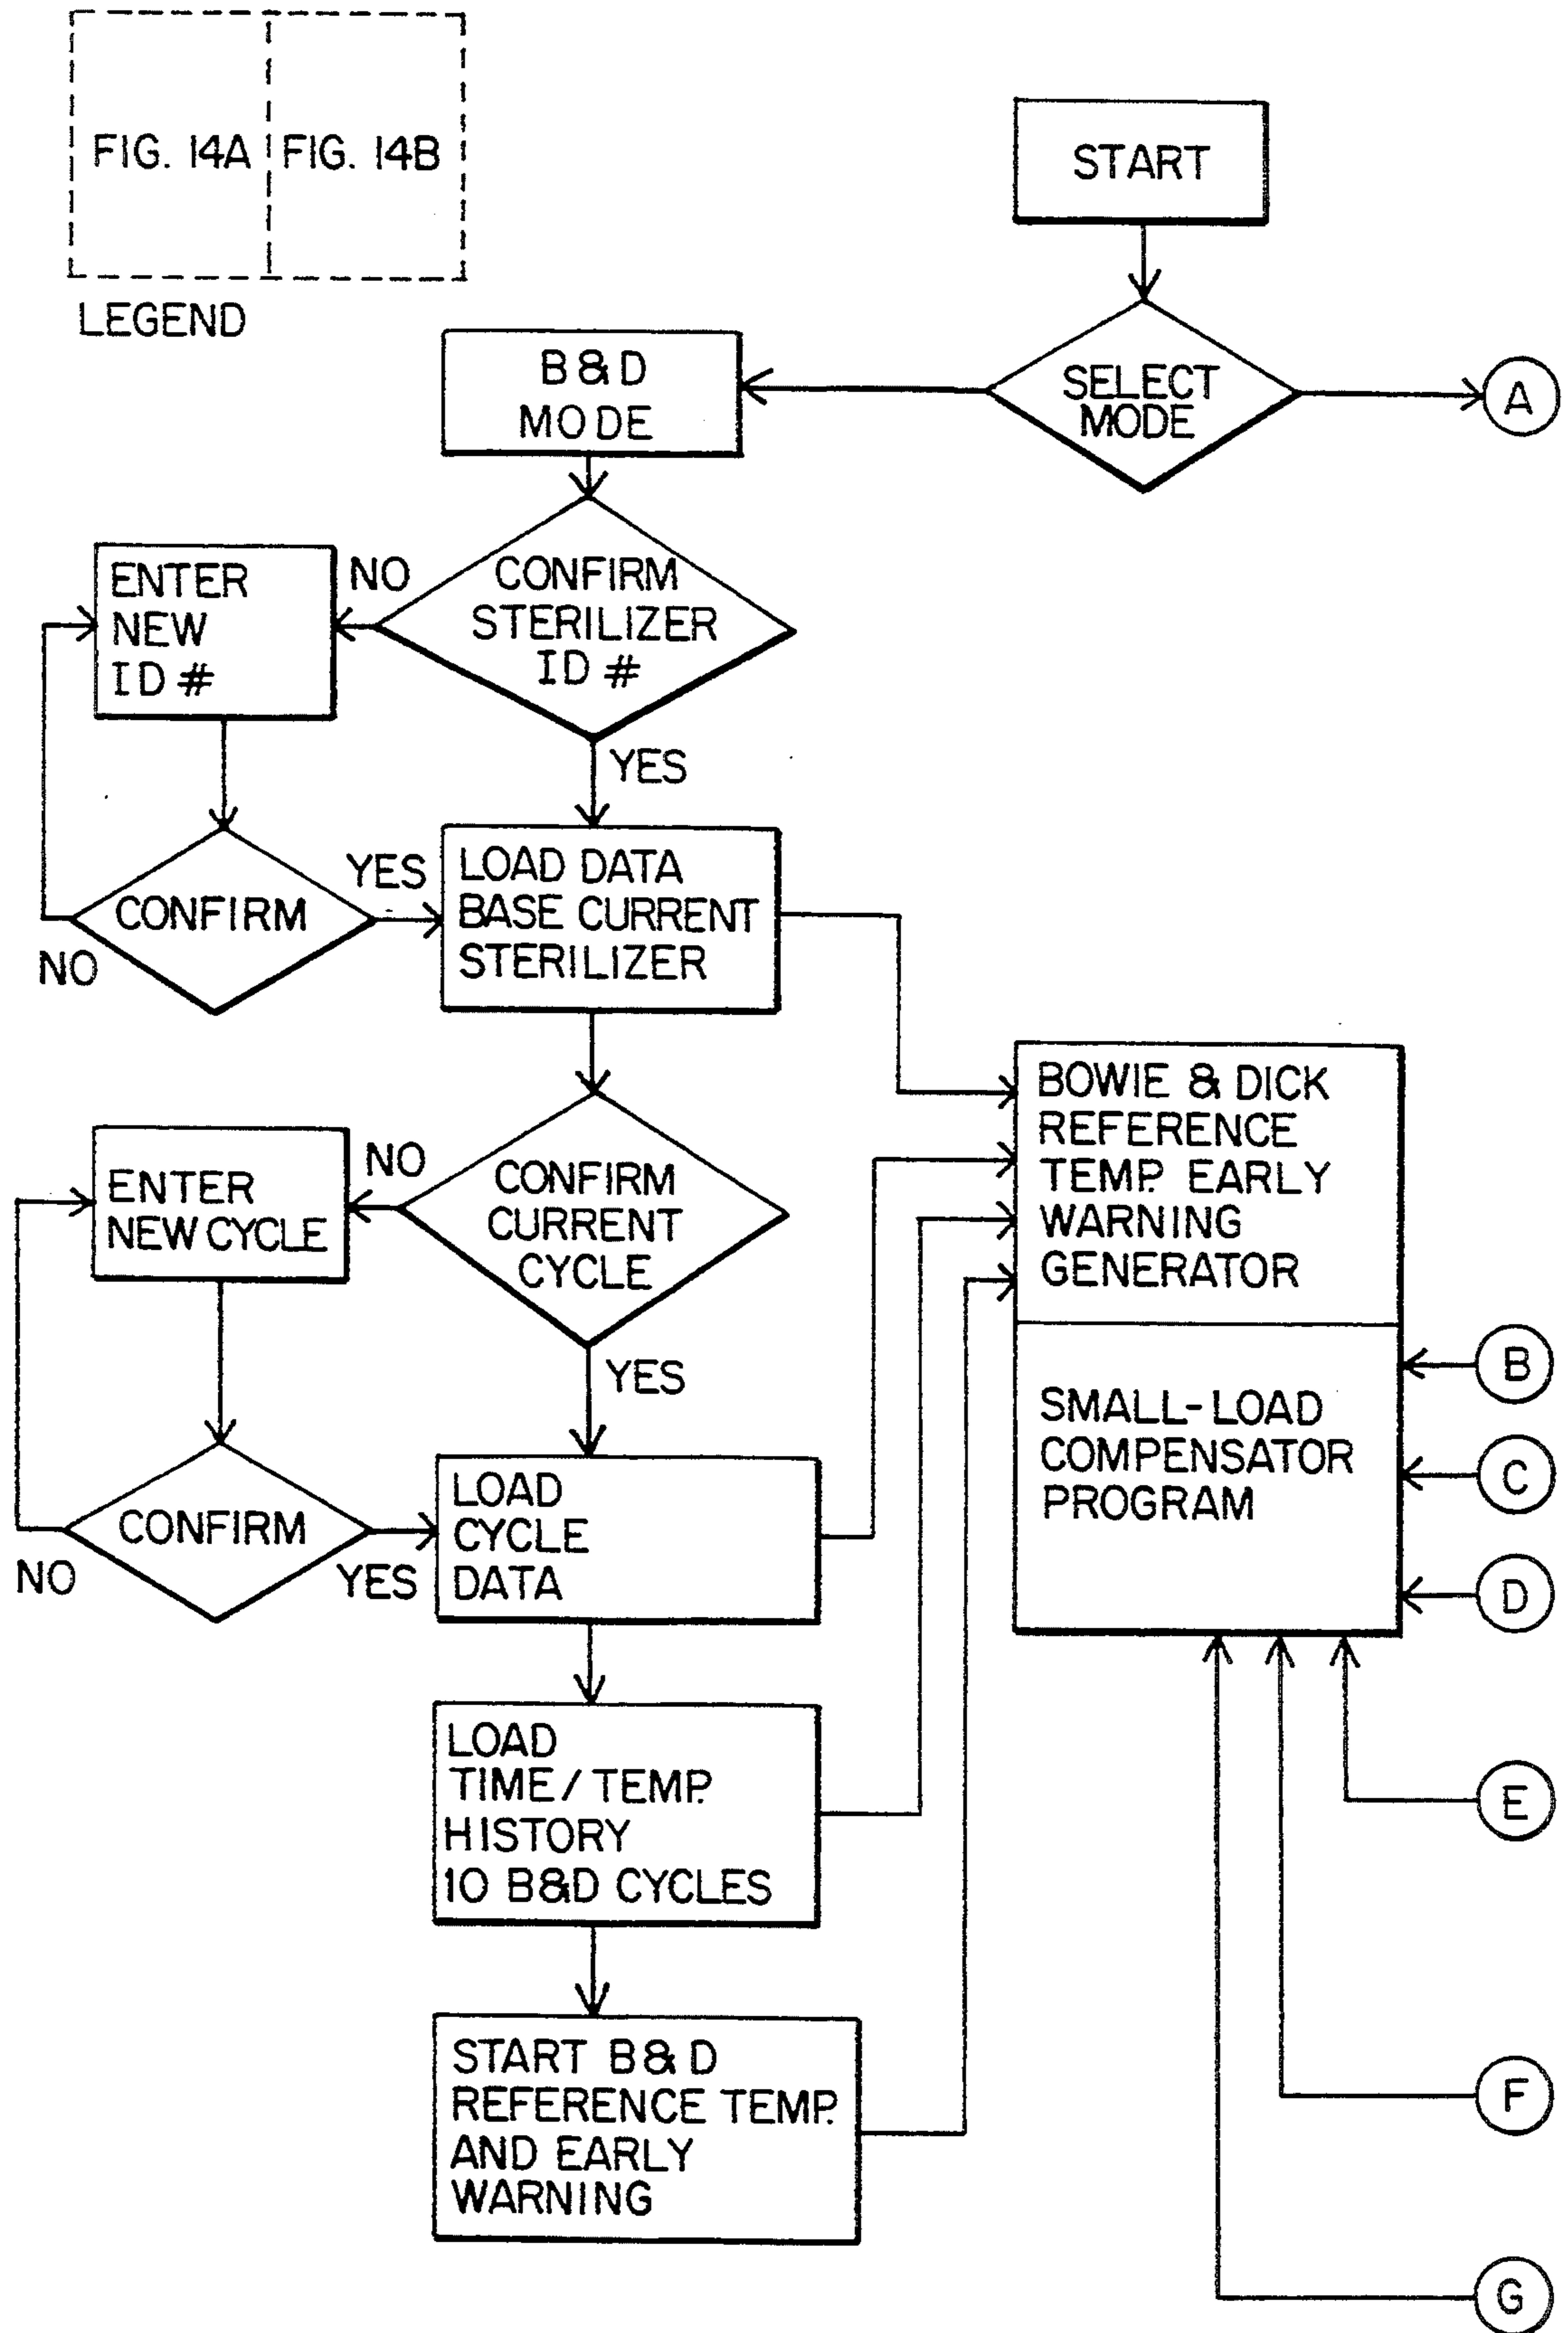 FIG. 14A
FIG. 14B
LEGEND
START
SELECT
MODE
A
B&D
MODE
CONFIRM
STERILIZER
ID #
NO
ENTER
NEW
ID #
YES
CONFIRM
YES
NO
LOAD DATA
BASE CURRENT
STERILIZER
CONFIRM
CURRENT
CYCLE
NO
ENTER
NEW CYCLE
YES
CONFIRM
NO
YES
LOAD
CYCLE
DATA
LOAD
TIME/TEMP.
HISTORY
10 B&D CYCLES
START B&D
REFERENCE TEMP.
AND EARLY
WARNING
BOWIE & DICK
REFERENCE
TEMP. EARLY
WARNING
GENERATOR
SMALL-LOAD
COMPENSATOR
PROGRAM
B
C
D
E
F
G